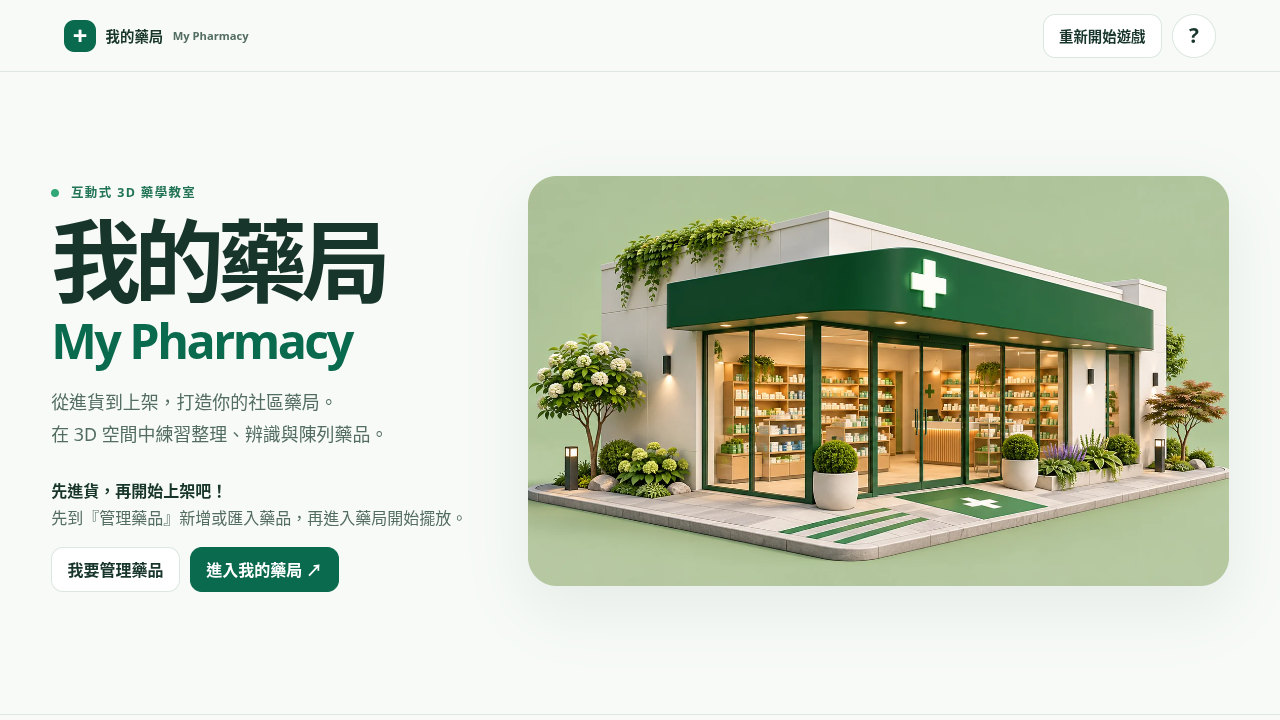 我的藥局 My Pharmacy
重新開始遊戲
?
互動式 3D 藥學教室
我的藥局
My Pharmacy
從進貨到上架，打造你的社區藥局。
在 3D 空間中練習整理、辨識與陳列藥品。
先進貨，再開始上架吧！
先到『管理藥品』新增或匯入藥品，再進入藥局開始擺放。
我要管理藥品
進入我的藥局 ↗